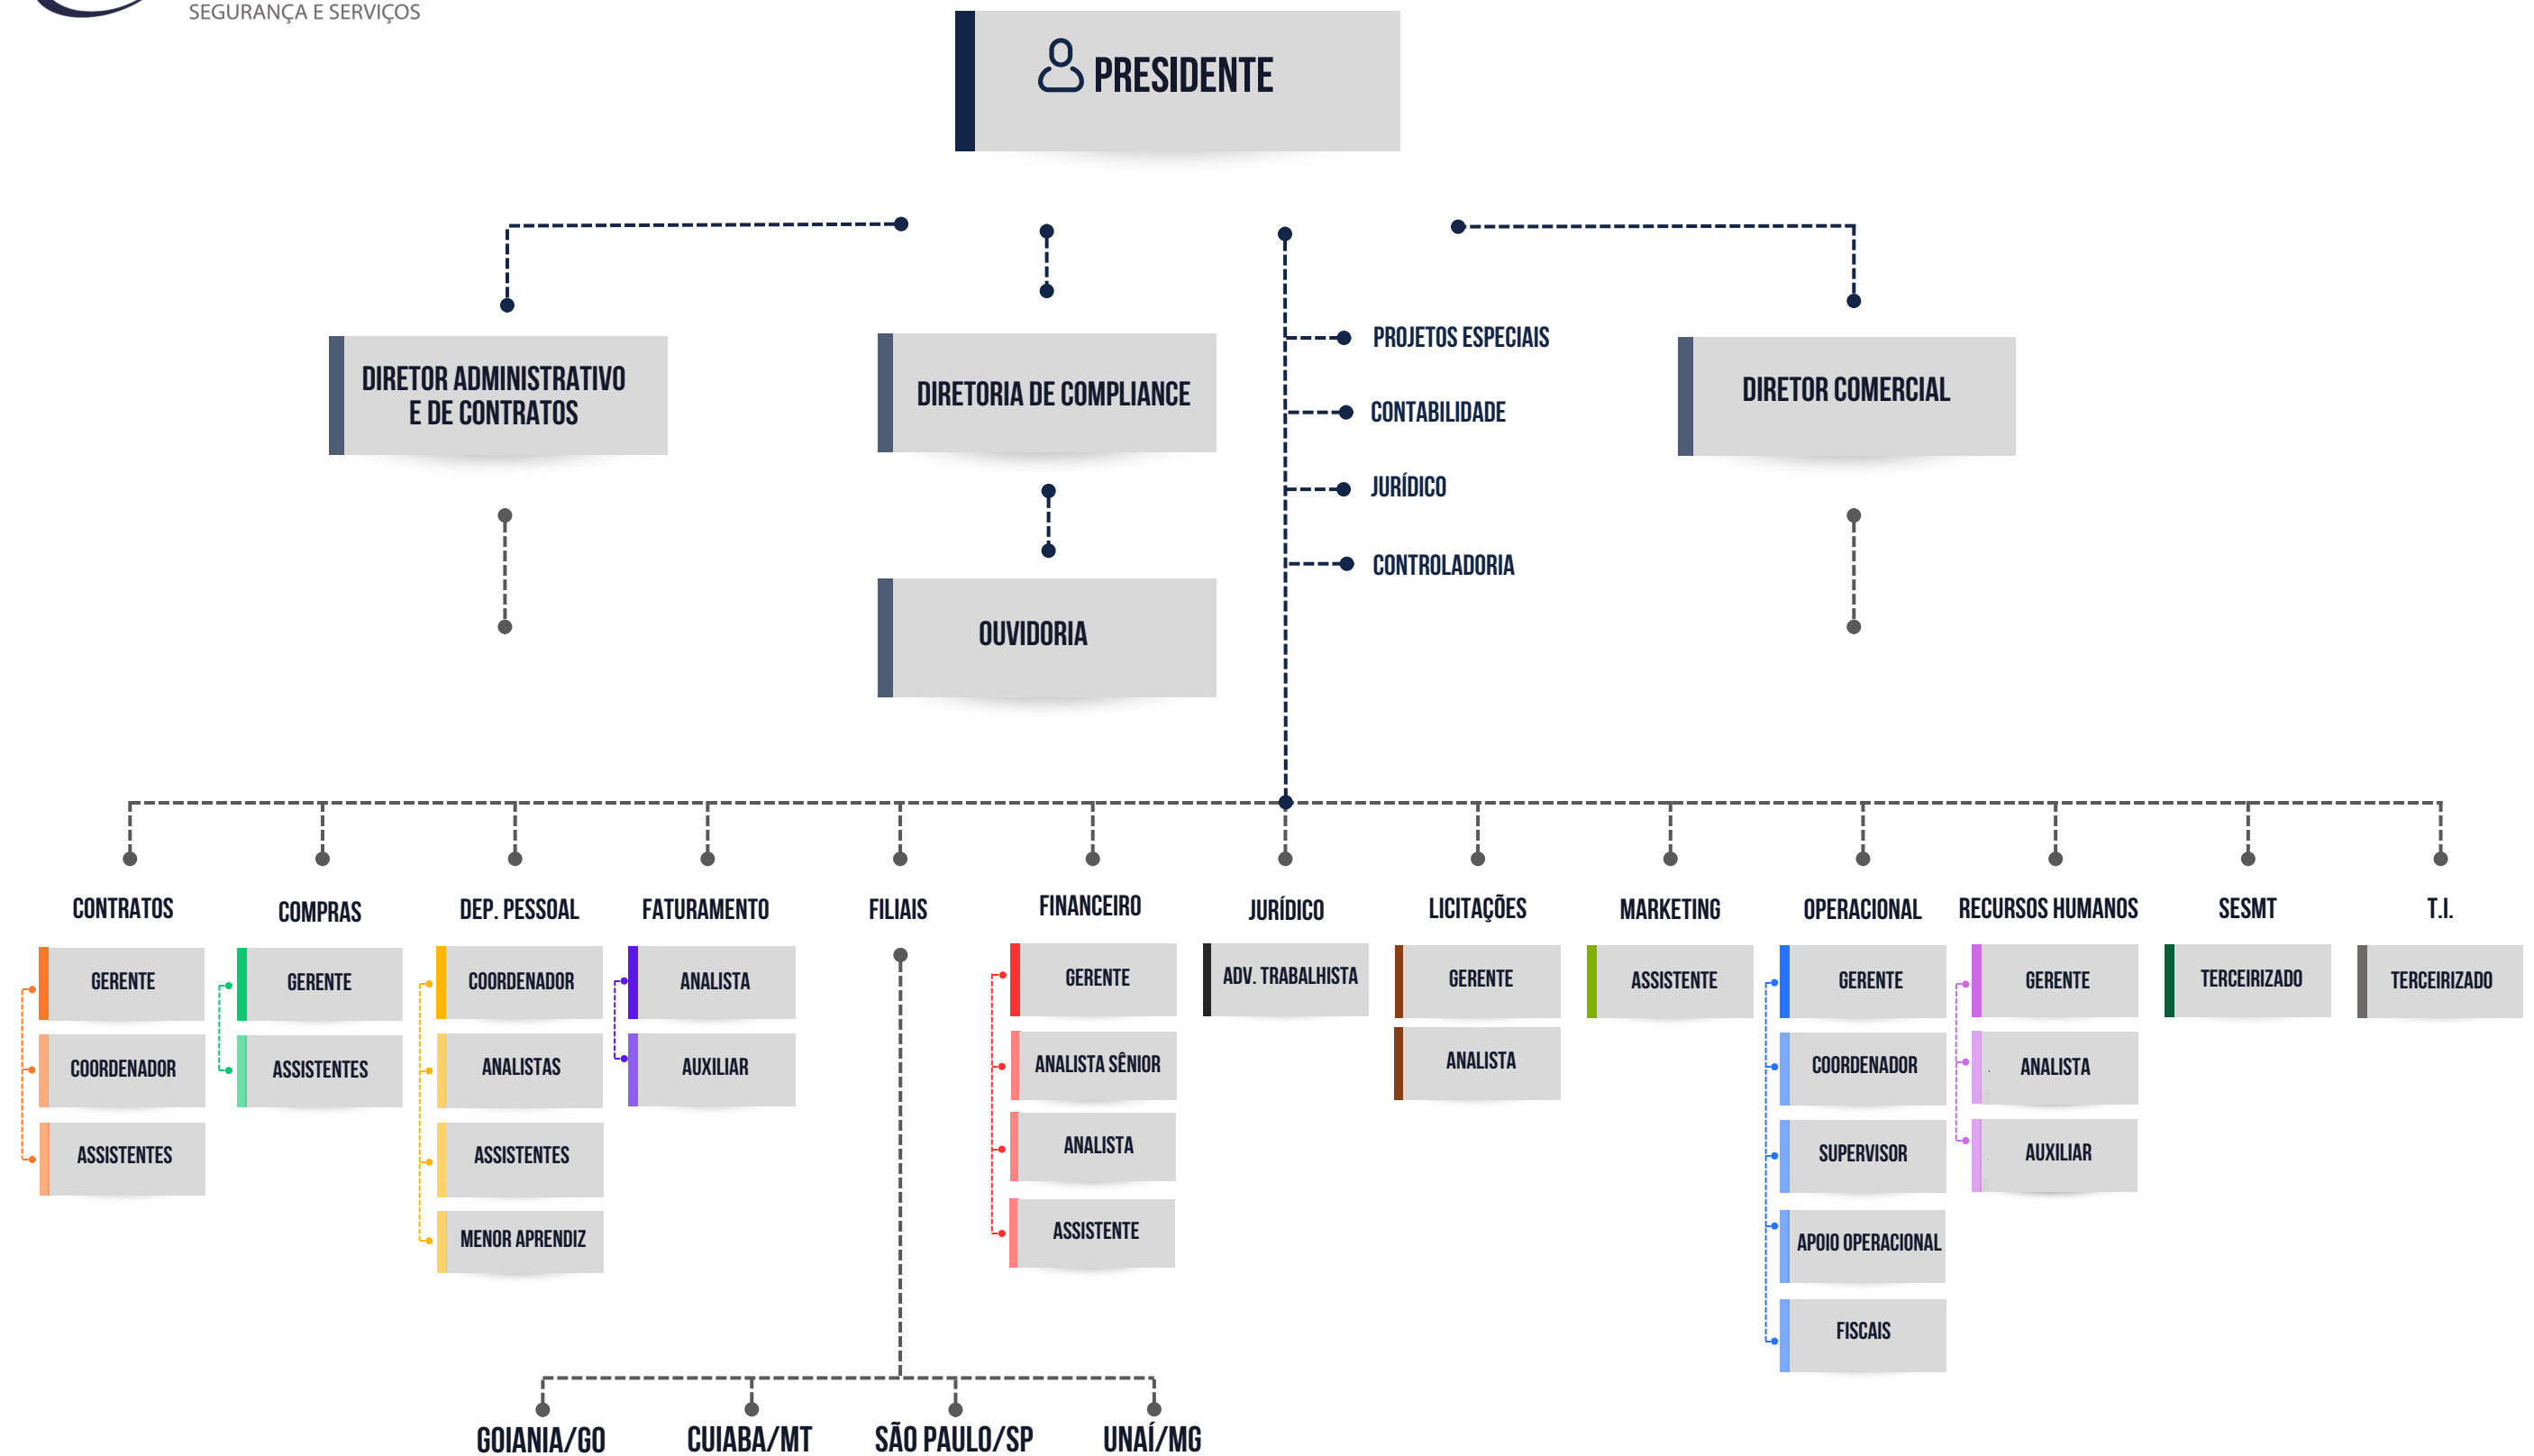 SEGURANÇA E SERVIÇOS
PRESIDENTE
DIRETOR ADMINISTRATIVO
E DE CONTRATOS
DIRETORIA DE COMPLIANCE
PROJETOS ESPECIAIS
CONTABILIDADE
JURÍDICO
CONTROLADORIA
DIRETOR COMERCIAL
OUVIDORIA
CONTRATOS
GERENTE
COORDENADOR
ASSISTENTES
COMPRAS
GERENTE
ASSISTENTES
DEP. PESSOAL
COORDENADOR
ANALISTAS
ASSISTENTES
MENOR APRENDIZ
FATURAMENTO
ANALISTA
AUXILIAR
FILIAIS
GOIANIA/GO
CUIABA/MT
SÃO PAULO/SP
UNAÍ/MG
FINANCEIRO
GERENTE
ANALISTA SÊNIOR
ANALISTA
ASSISTENTE
JURÍDICO
ADV. TRABALHISTA
LICITAÇÕES
GERENTE
ANALISTA
MARKETING
ASSISTENTE
OPERACIONAL
GERENTE
COORDENADOR
SUPERVISOR
APOIO OPERACIONAL
FISCAIS
RECURSOS HUMANOS
GERENTE
ANALISTA
AUXILIAR
SESMT
TERCEIRIZADO
T.I.
TERCEIRIZADO